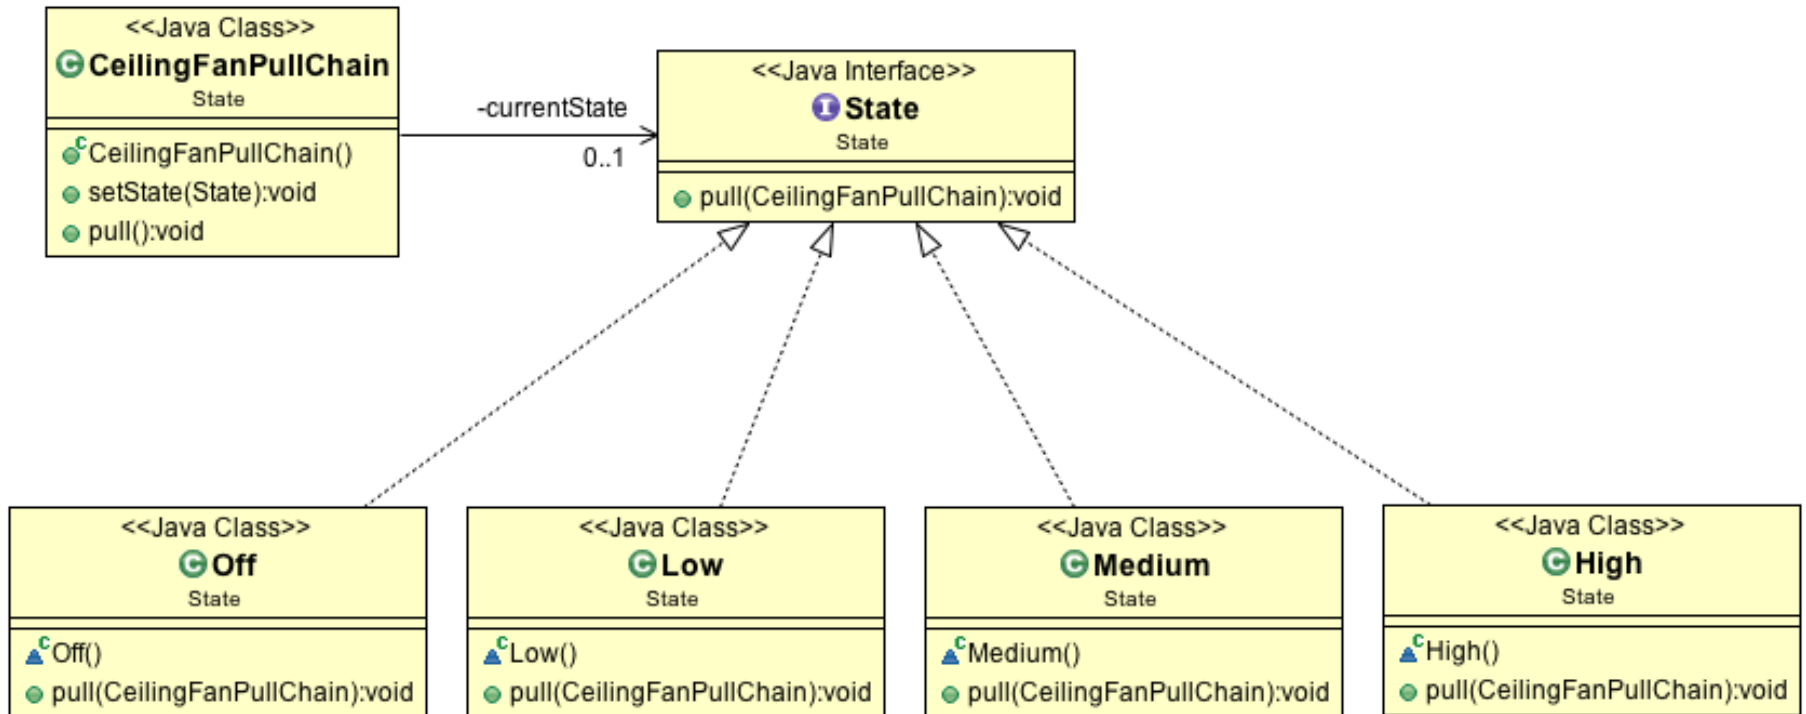 <<Java Class>>
C CeilingFanPullChain
State
C CeilingFanPullChain()
setState(State):void
pull():void
-currentState
0..1
<<Java Interface>>
I State
State
pull(CeilingFanPullChain):void
<<Java Class>>
C Off
State
C Off()
pull(CeilingFanPullChain):void
<<Java Class>>
C Low
State
C Low()
pull(CeilingFanPullChain):void
<<Java Class>>
C Medium
State
C Medium()
pull(CeilingFanPullChain):void
<<Java Class>>
C High
State
C High()
pull(CeilingFanPullChain):void